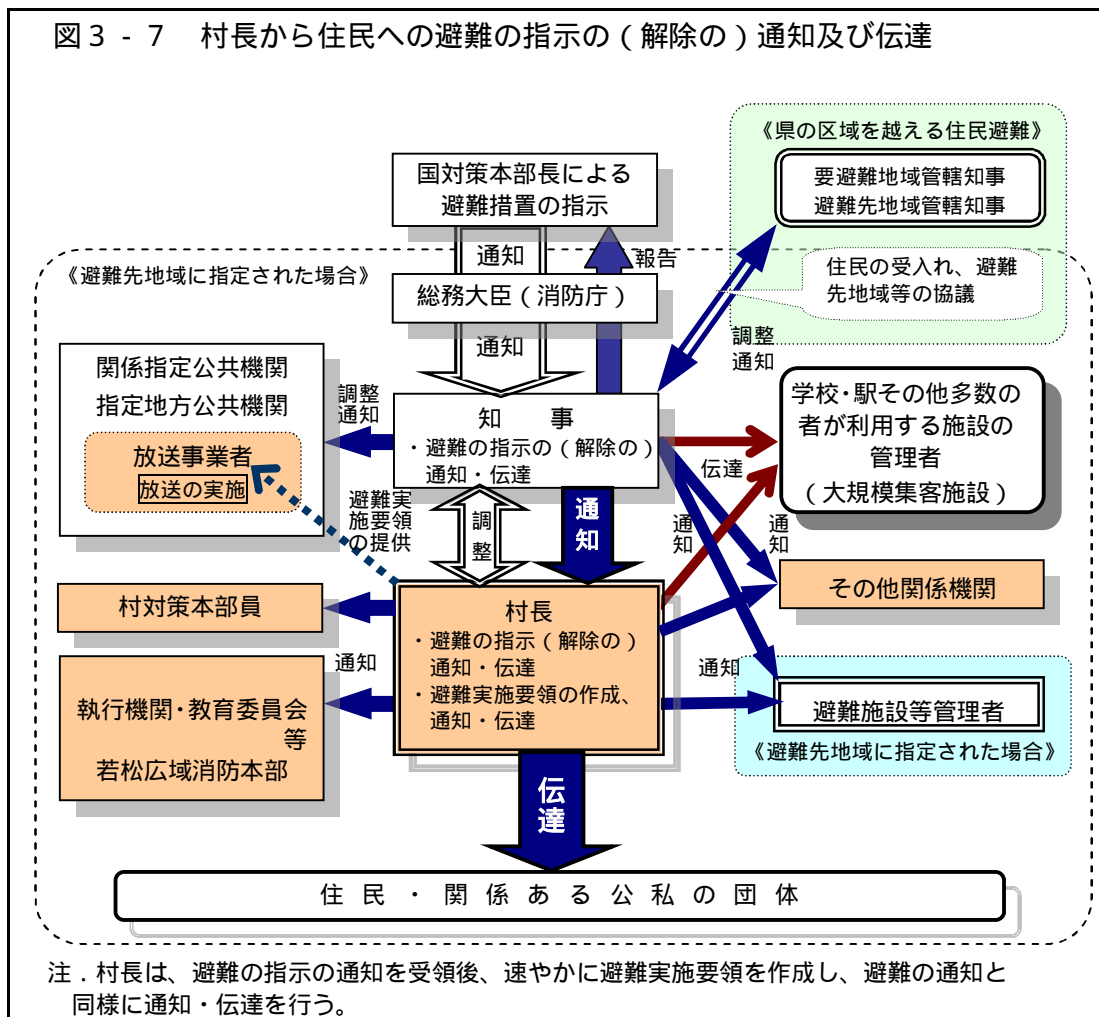 図3-7 村長から住民への避難の指示の(解除の)通知及び伝達
《県の区域を越える住民避難》
要避難地域管轄知事
避難先地域管轄知事
国対策本部長による
避難措置の指示
通知
報告
《避難先地域に指定された場合》
住民の受入れ、避難
先地域等の協議
総務大臣(消防庁)
通知
調整
通知
関係指定公共機関
指定地方公共機関
放送事業者
放送の実施
調整
通知
知 事
・避難の指示の(解除の)
通知・伝達
学校・駅その他多数の
者が利用する施設の
管理者
(大規模集客施設)
伝達
避難実
施要領
の提供
調整
通知
通知
通知
その他関係機関
村対策本部員
村長
・避難の指示(解除の)
通知・伝達
・避難実施要領の作成、
通知・伝達
通知
通知
執行機関・教育委員会
等
若松広域消防本部
避難施設等管理者
《避難先地域に指定された場合》
伝達
住民・関係ある公私の団体
注.村長は、避難の指示の通知を受領後、速やかに避難実施要領を作成し、避難の通知と
同様に通知・伝達を行う。